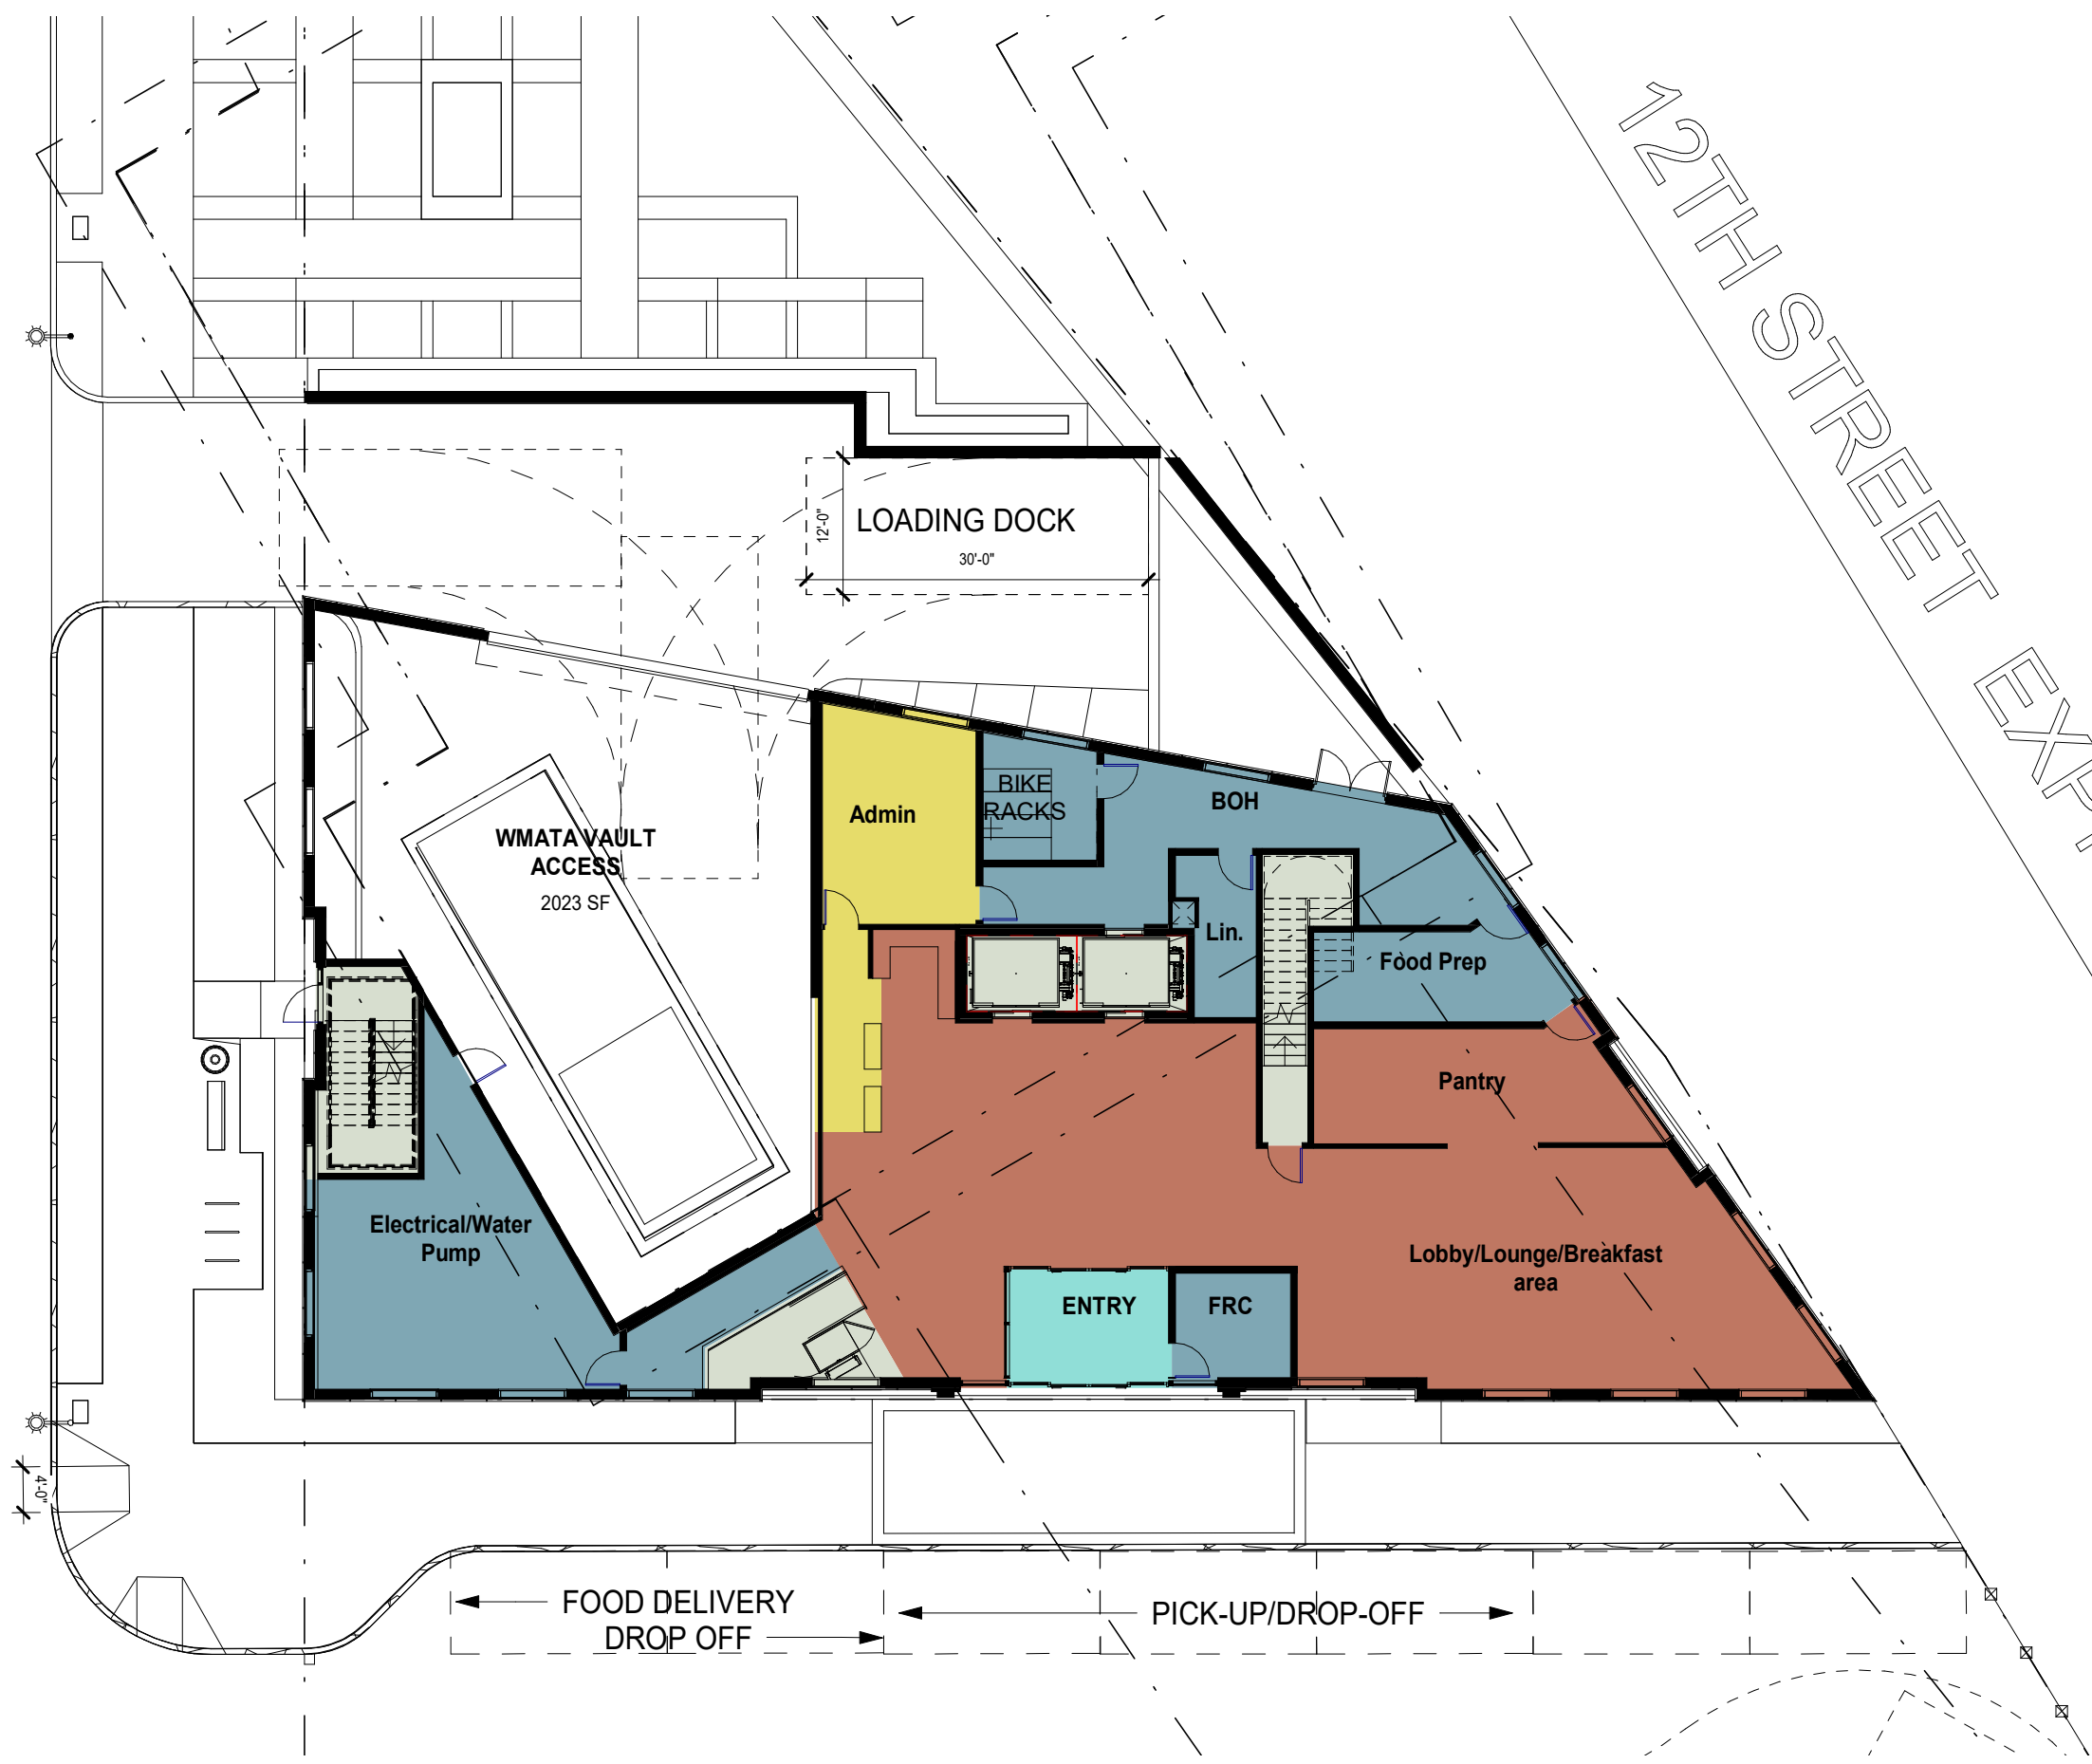 12TH STREET EXP
LOADING DOCK
12'-0"
30'-0"
WMATA VAULT
ACCESS
2023 SF
Admin
BIKE
RACKS
BOH
Lin.
Food Prep
Pantry
Electrical/Water
Pump
Lobby/Lounge/Breakfast
area
ENTRY
FRC
4'-0"
FOOD DELIVERY
DROP OFF
PICK-UP/DROP-OFF